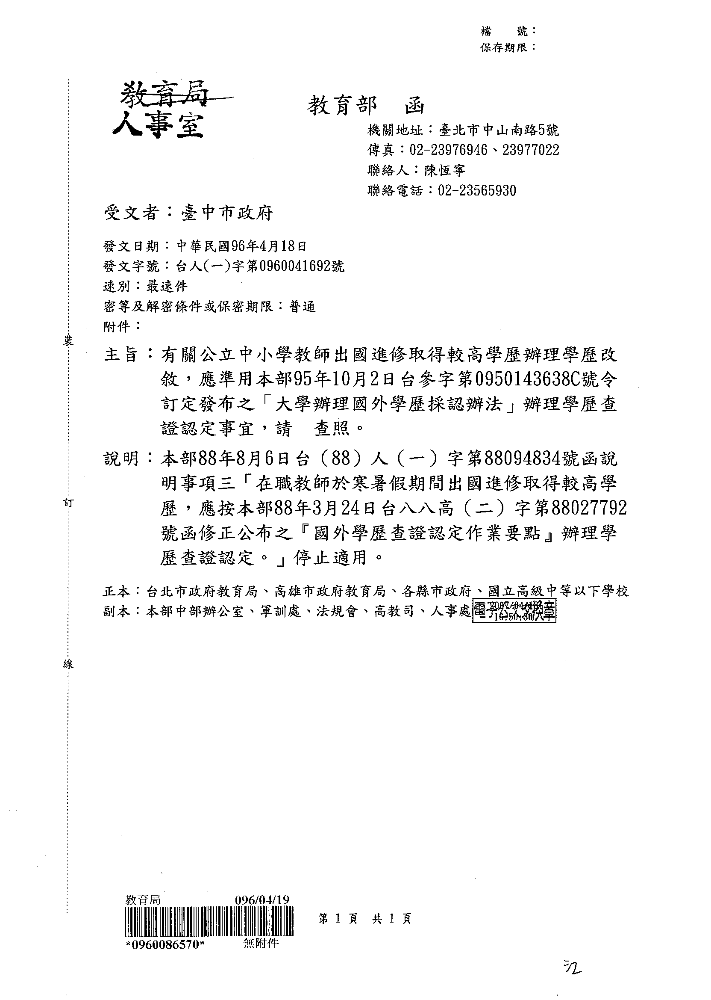 檔　　號：
保存期限：
教育局
人事室
教育部　函
機關地址：臺北市中山南路5號
傳真：02-23976946、23977022
聯絡人：陳恆寧
聯絡電話：02-23565930
受文者：臺中市政府
發文日期：中華民國96年4月18日
發文字號：台人(一)字第0960041692號
速別：最速件
密等及解密條件或保密期限：普通
附件：
主旨：有關公立中小學教師出國進修取得較高學歷辦理學歷改
敘，應準用本部95年10月2日台參字第0950143638C號令
訂定發布之「大學辦理國外學歷採認辦法」辦理學歷查
證認定事宜，請　查照。
說明：本部88年8月6日台（88）人（一）字第88094834號函說
明事項三「在職教師於寒暑假期間出國進修取得較高學
歷，應按本部88年3月24日台八八高（二）字第88027792
號函修正公布之『國外學歷查證認定作業要點』辦理學
歷查證認定。」停止適用。
正本：台北市政府教育局、高雄市政府教育局、各縣市政府、國立高級中等以下學校
副本：本部中部辦公室、軍訓處、法規會、高教司、人事處
裝
訂
線
教育局　096/04/19
*0960086570*　無附件
第 1 頁　共 1 頁